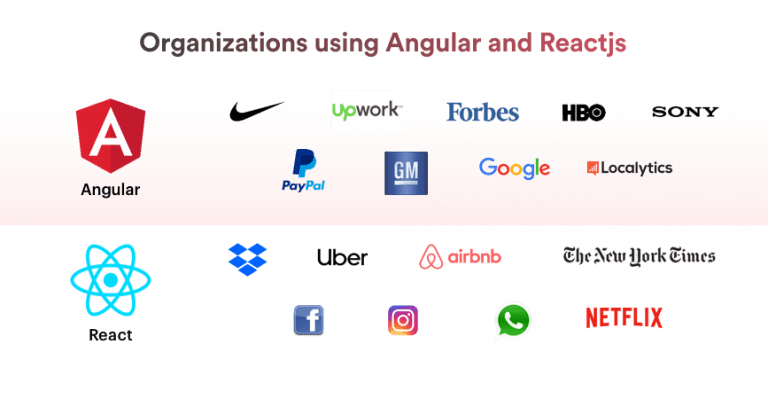 Organizations using Angular and Reactjs
A
Upwork™
Forbes
HBO
SONY
Angular
PayPal
GM
Google
Localytics
React
Uber
airbnb
The New York Times
f
NETFLIX